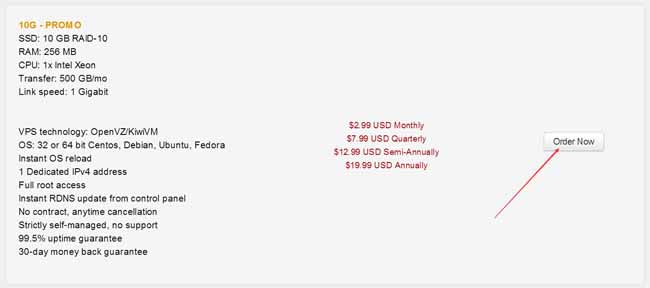 10G - PROMO
SSD: 10 GB RAID-10
RAM: 256 MB
CPU: 1x Intel Xeon
Transfer: 500 GB/mo
Link speed: 1 Gigabit
VPS technology: OpenVZ/KiwiVM
OS: 32 or 64 bit Centos, Debian, Ubuntu, Fedora
Instant OS reload
1 Dedicated IPv4 address
Full root access
Instant RDNS update from control panel
No contract, anytime cancellation
Strictly self-managed, no support
99.5% uptime guarantee
30-day money back guarantee
$2.99 USD Monthly
$7.99 USD Quarterly
$12.99 USD Semi-Annually
$19.99 USD Annually
Order Now